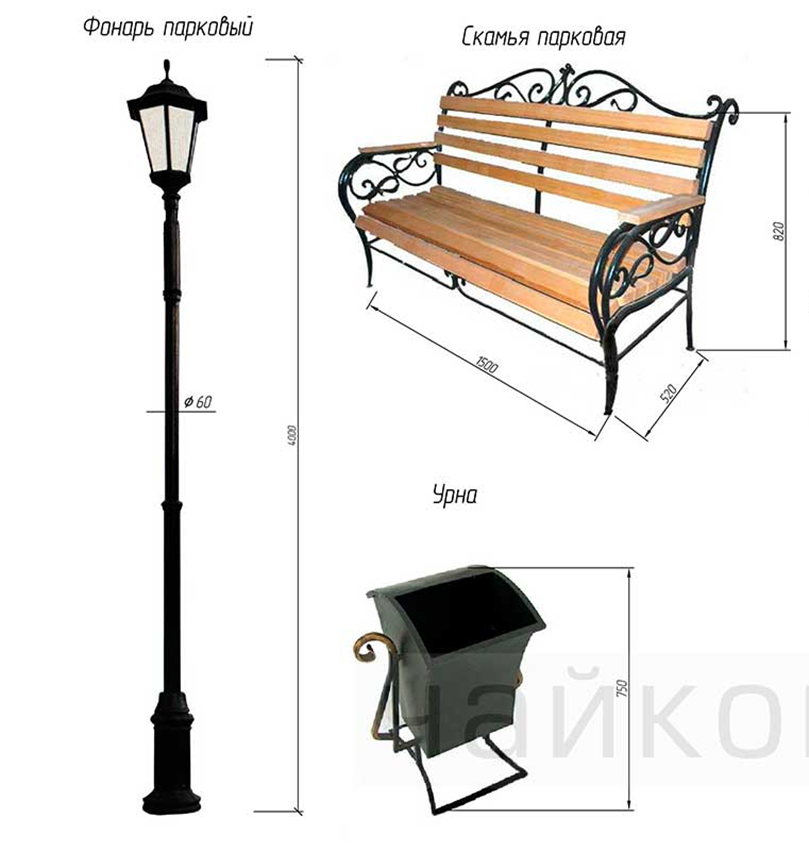 Фонарь парковый
Скамья парковая
820
1500
520
ϕ 60
4000
Урна
750
найко